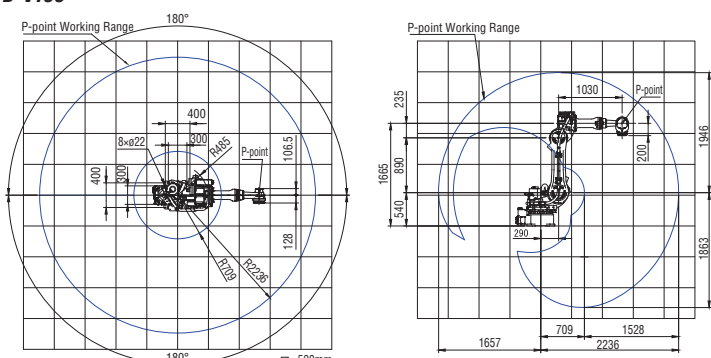 P-point Working Range
180°
400
8×ø22
300
R485
P-point
106.5
400
300
128
R709
R2236
180°
P-point Working Range
1030
P-point
235
200
1946
890
1665
540
290
1863
709
1528
1657
2236